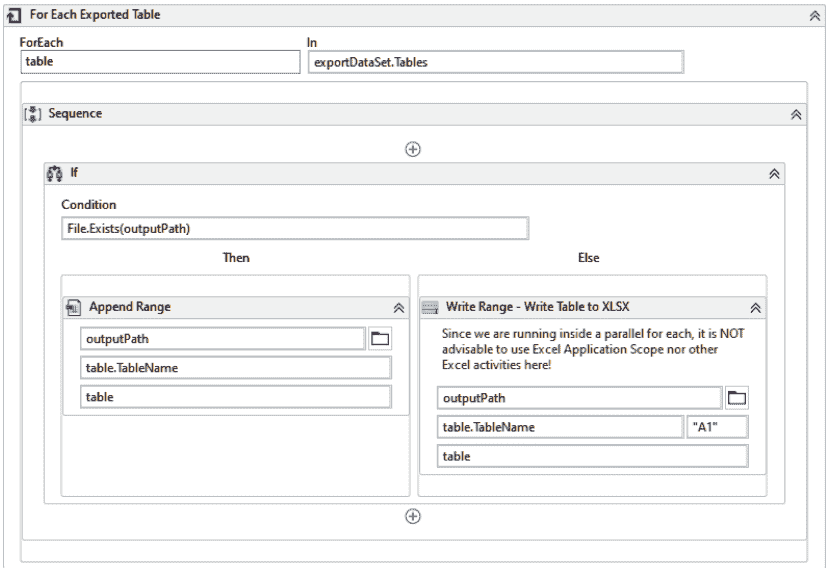 For Each Exported Table
ForEach
In
table
exportDataSet.Tables
Sequence
If
Condition
File.Exists(outputPath)
Then
Else
Append Range
outputPath
table.TableName
table
Write Range - Write Table to XLSX
Since we are running inside a parallel for each, it is NOT
advisable to use Excel Application Scope nor other
Excel activities here!
outputPath
table.TableName
"A1"
table